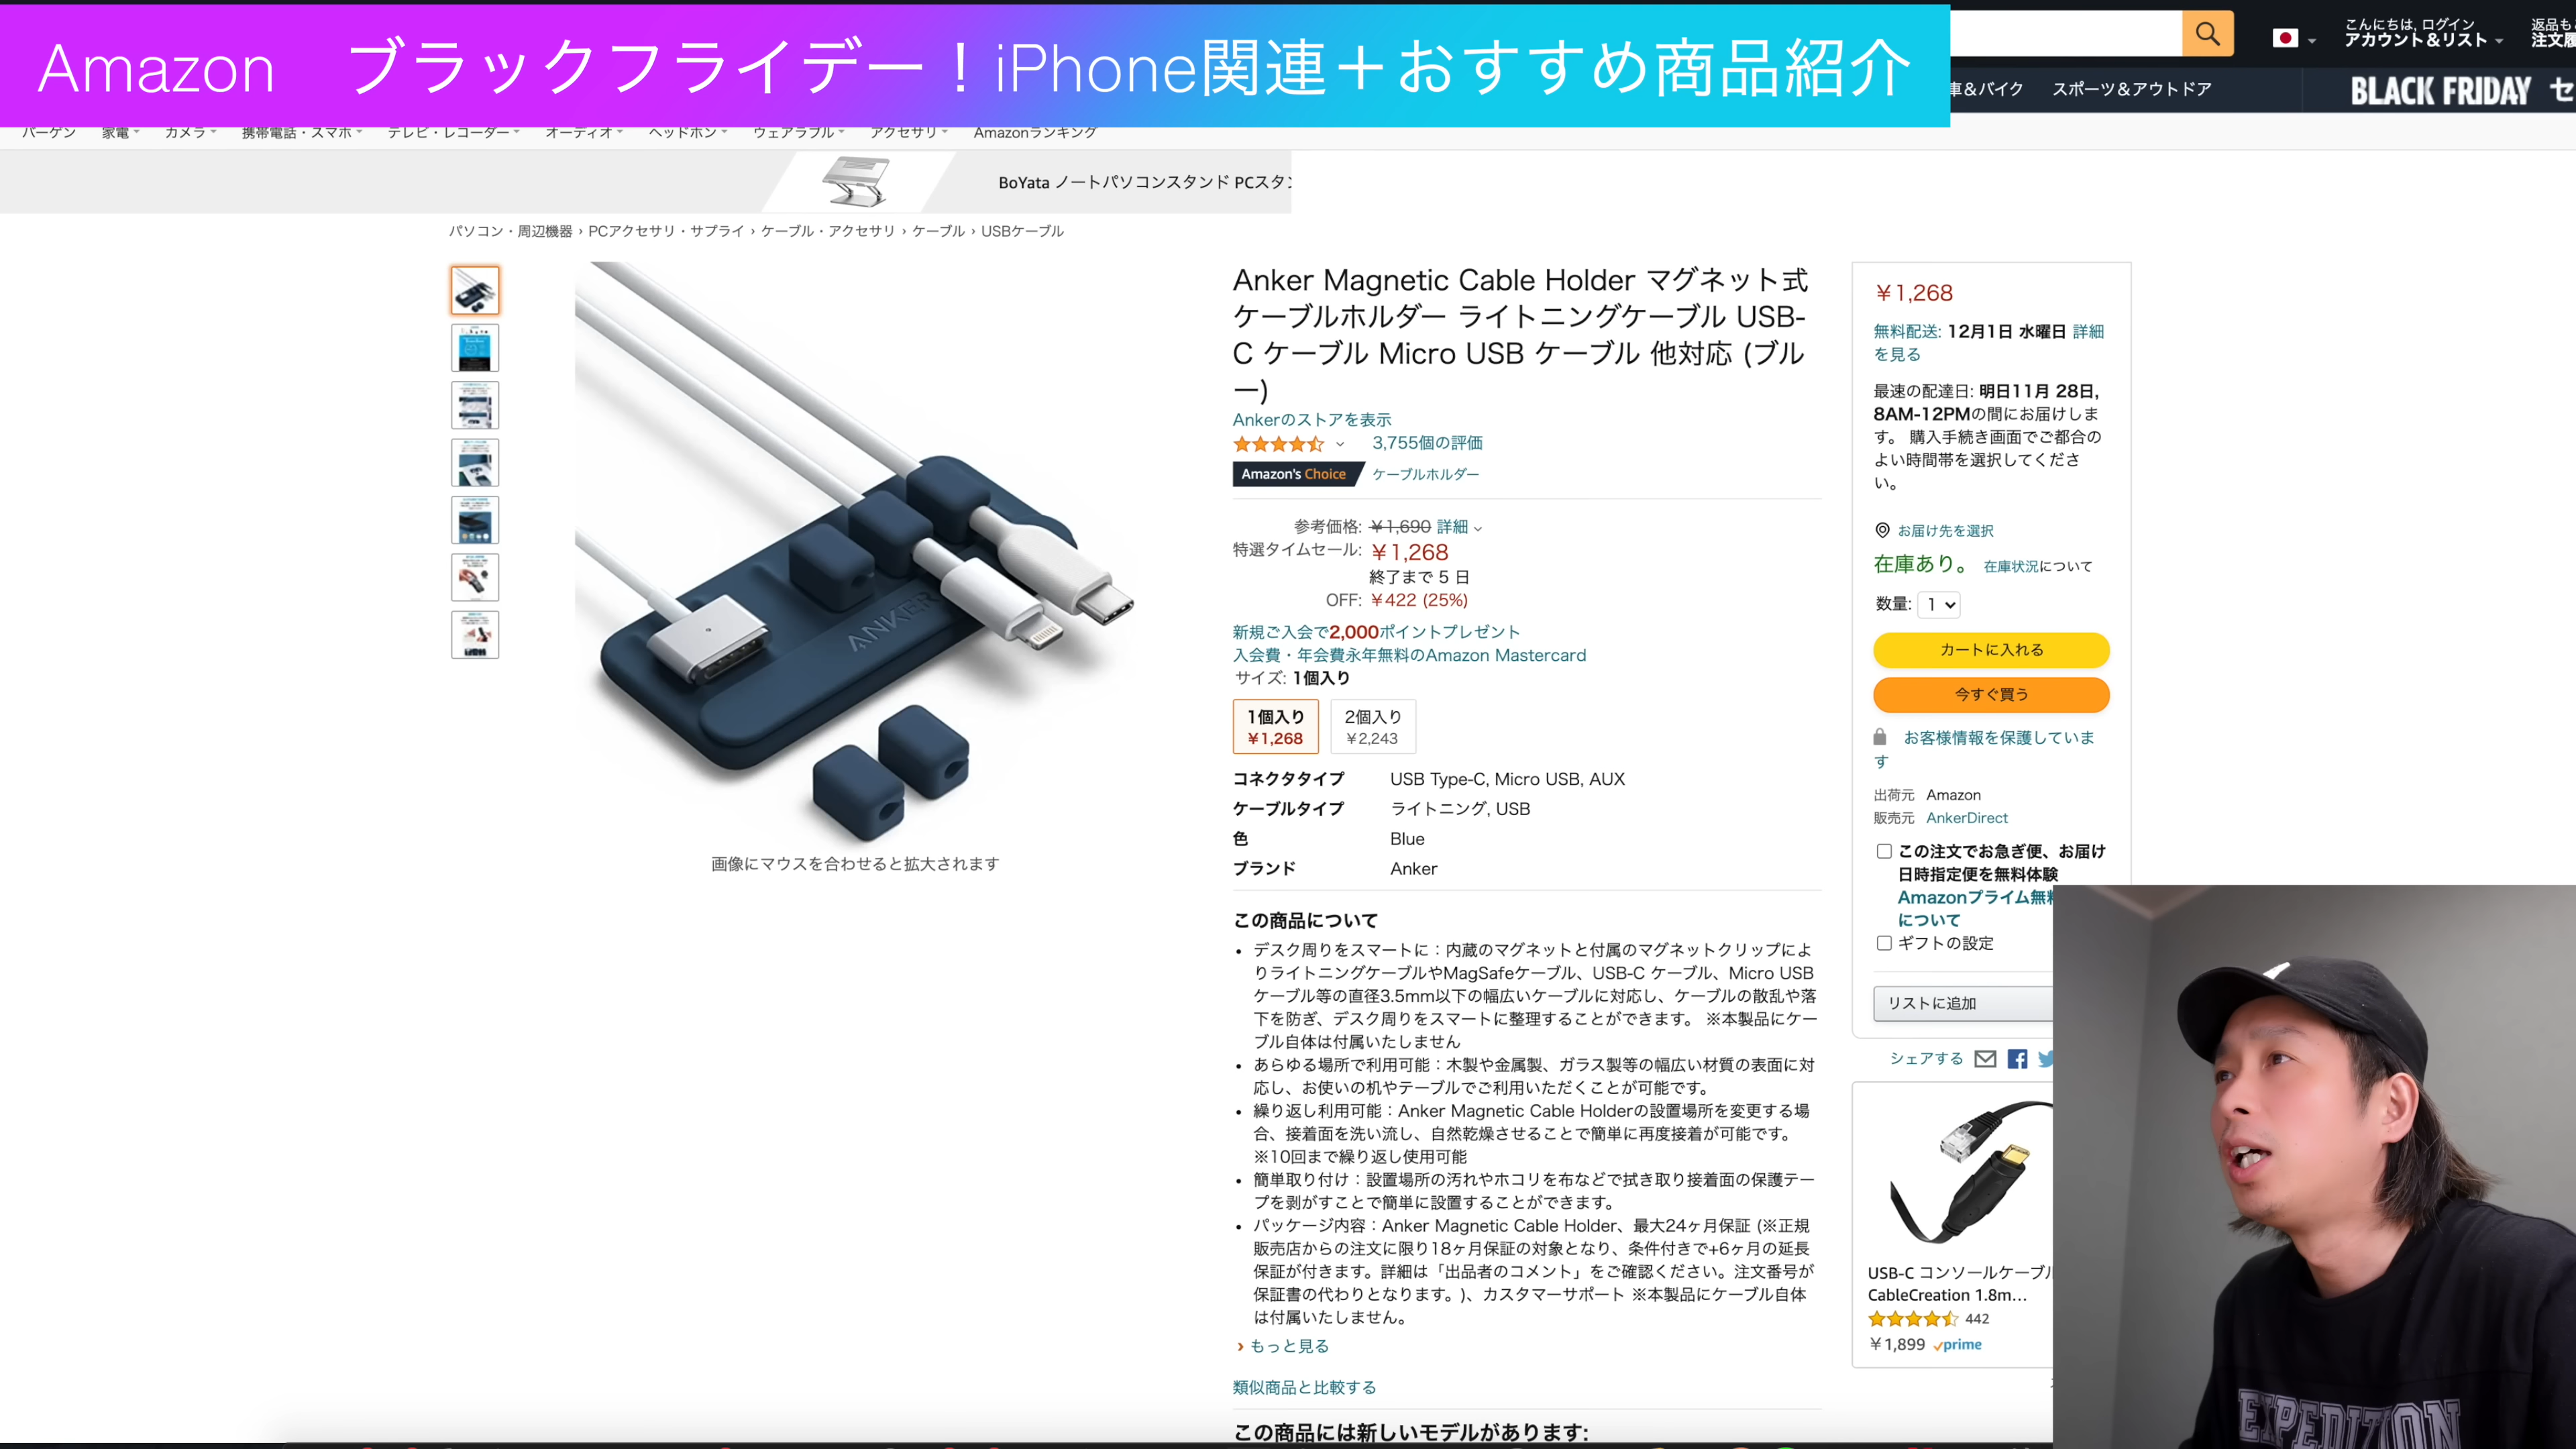 Amazon　ブラックフライデー！iPhone関連＋おすすめ商品紹介
こんにちは, ログイン
アカウント＆リスト
返品も
注文履
車＆バイク スポーツ＆アウトドア
BLACK FRIDAY セ
バーゲン 家電 カメラ 携帯電話・スマホ テレビ・レコーダー オーディオ ヘッドホン ウェアラブル アクセサリ Amazonランキング
BoYata ノートパソコンスタンド PCスタン
パソコン・周辺機器 › PCアクセサリ・サプライ › ケーブル・アクセサリ › ケーブル › USBケーブル
ANKER
画像にマウスを合わせると拡大されます
Anker Magnetic Cable Holder マグネット式
ケーブルホルダー ライトニングケーブル USB-
C ケーブル Micro USB ケーブル 他対応 (ブル
ー)
Ankerのストアを表示
3,755個の評価
Amazon's Choice ケーブルホルダー
参考価格: ￥1,690 詳細
特選タイムセール: ￥1,268
終了まで 5 日
OFF: ￥422 (25%)
新規ご入会で2,000ポイントプレゼント
入会費・年会費永年無料のAmazon Mastercard
サイズ: 1個入り
1個入り
￥1,268
2個入り
￥2,243
コネクタタイプ USB Type-C, Micro USB, AUX
ケーブルタイプ ライトニング, USB
色 Blue
ブランド Anker
この商品について
• デスク周りをスマートに：内蔵のマグネットと付属のマグネットクリップによ
りライトニングケーブルやMagSafeケーブル、USB-C ケーブル、Micro USB
ケーブル等の直径3.5mm以下の幅広いケーブルに対応し、ケーブルの散乱や落
下を防ぎ、デスク周りをスマートに整理することができます。 ※本製品にケー
ブル自体は付属いたしません
• あらゆる場所で利用可能：木製や金属製、ガラス製等の幅広い材質の表面に対
応し、お使いの机やテーブルでご利用いただくことが可能です。
• 繰り返し利用可能：Anker Magnetic Cable Holderの設置場所を変更する場
合、接着面を洗い流し、自然乾燥させることで簡単に再度接着が可能です。
※10回まで繰り返し使用可能
• 簡単取り付け：設置場所の汚れやホコリを布などで拭き取り接着面の保護テー
プを剥がすことで簡単に設置することができます。
• パッケージ内容：Anker Magnetic Cable Holder、最大24ヶ月保証 (※正規
販売店からの注文に限り18ヶ月保証の対象となり、条件付きで+6ヶ月の延長
保証が付きます。詳細は「出品者のコメント」をご確認ください。注文番号が
保証書の代わりとなります。)、カスタマーサポート ※本製品にケーブル自体
は付属いたしません。
› もっと見る
類似商品と比較する
この商品には新しいモデルがあります:
￥1,268
無料配送: 12月1日 水曜日 詳細
を見る
最速の配達日: 明日11月 28日,
8AM-12PMの間にお届けしま
す。 購入手続き画面でご都合の
よい時間帯を選択してくださ
い。
お届け先を選択
在庫あり。 在庫状況について
数量: 1
カートに入れる
今すぐ買う
お客様情報を保護していま
す
出荷元 Amazon
販売元 AnkerDirect
この注文でお急ぎ便、お届け
日時指定便を無料体験
Amazonプライム無料
について
ギフトの設定
リストに追加
シェアする
USB-C コンソールケーブル
CableCreation 1.8m...
442
￥1,899 prime
EXPEDITION